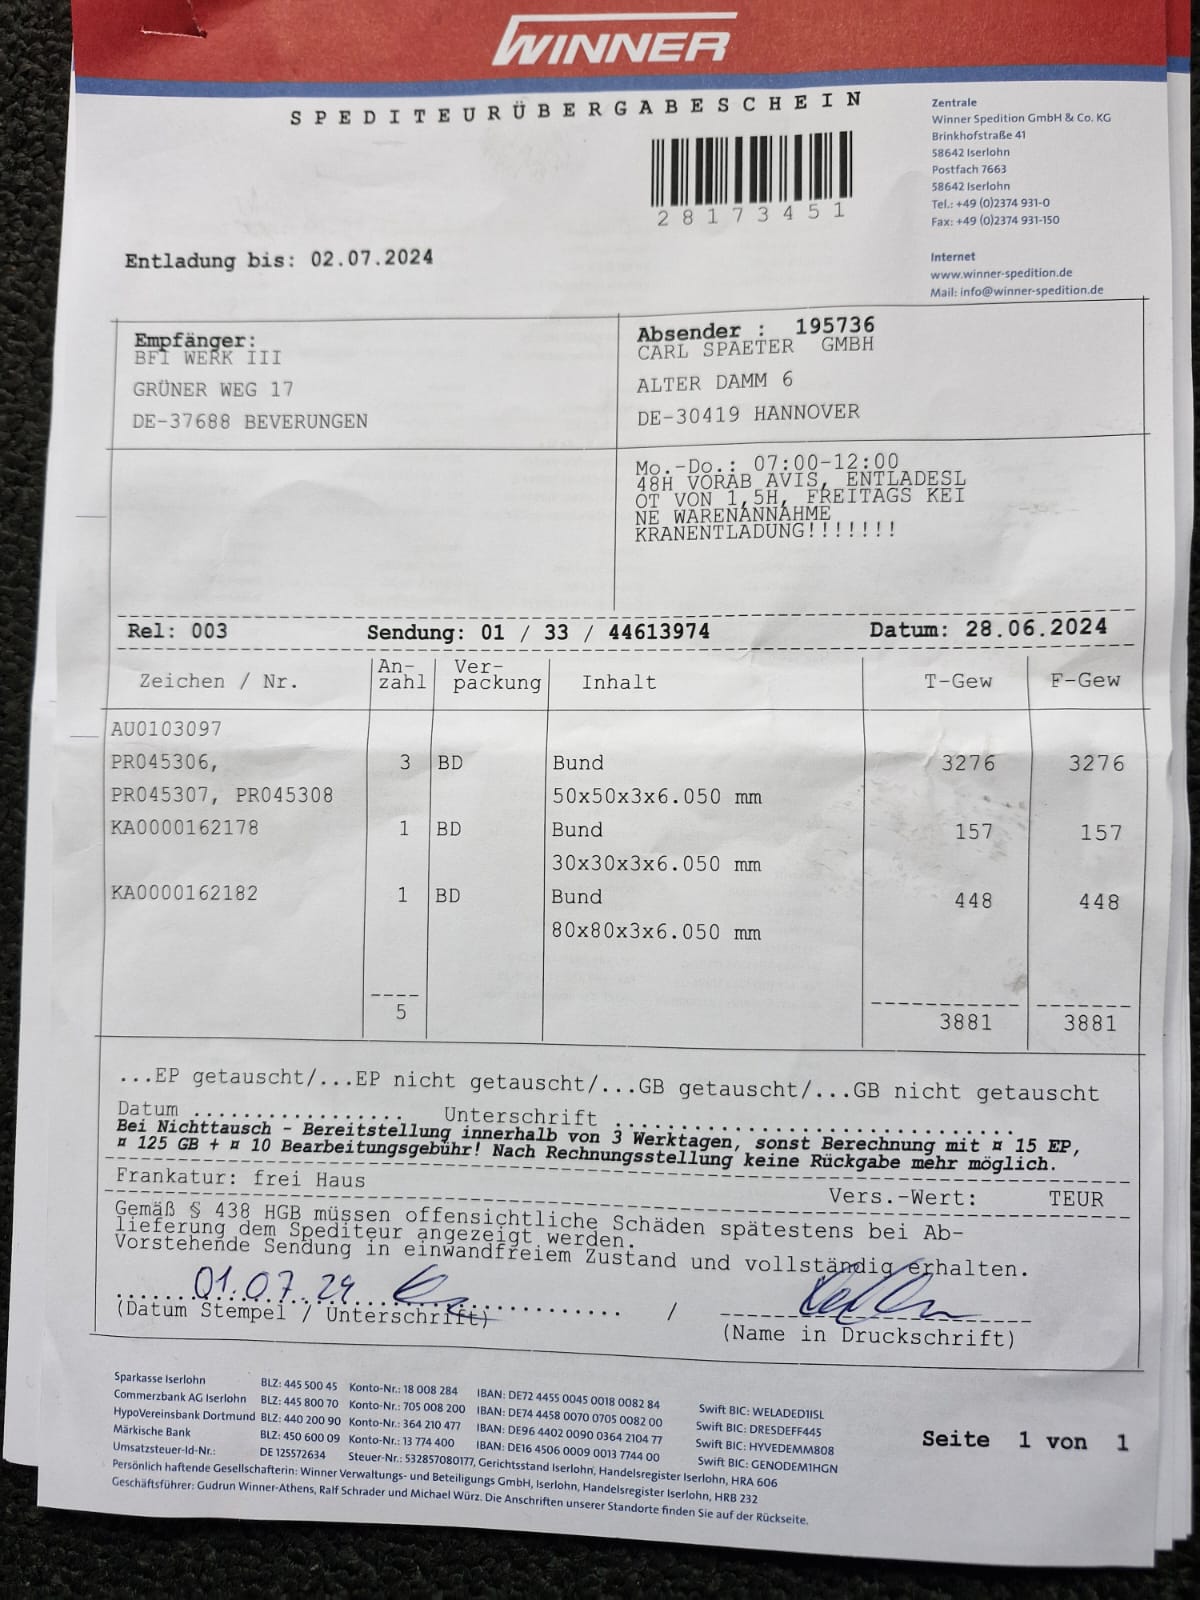 WINNER
SPEDITEURÜBERGABESCHEIN
28173451
Zentrale
Winner Spedition GmbH & Co. KG
Brinkhofstraße 41
58642 Iserlohn
Postfach 7663
58642 Iserlohn
Tel.: +49 (0)2374 931-0
Fax: +49 (0)2374 931-150
Internet
www.winner-spedition.de
Mail: info@winner-spedition.de
Entladung bis: 02.07.2024
Empfänger:
BFI WERK III
GRÜNER WEG 17
DE-37688 BEVERUNGEN
Absender : 195736
CARL SPAETER GMBH
ALTER DAMM 6
DE-30419 HANNOVER
Mo.-Do.: 07:00-12:00
48H VORAB AVIS, ENTLADESL
OT VON 1,5H, FREITAGS KEI
NE WARENANNAHME
KRANENTLADUNG!!!!!!!
Rel: 003 Sendung: 01 / 33 / 44613974 Datum: 28.06.2024
Zeichen / Nr. An-zahl Ver-packung Inhalt T-Gew F-Gew
AU0103097
PR045306, 3 BD Bund 3276 3276
PR045307, PR045308 50x50x3x6.050 mm
KA0000162178 1 BD Bund 157 157
30x30x3x6.050 mm
KA0000162182 1 BD Bund 448 448
80x80x3x6.050 mm
5 3881 3881
...EP getauscht/...EP nicht getauscht/...GB getauscht/...GB nicht getauscht
Datum .................. Unterschrift ...............................
Bei Nichttausch - Bereitstellung innerhalb von 3 Werktagen, sonst Berechnung mit ¤ 15 EP,
¤ 125 GB + ¤ 10 Bearbeitungsgebühr! Nach Rechnungsstellung keine Rückgabe mehr möglich.
Frankatur: frei Haus Vers.-Wert: TEUR
Gemäß § 438 HGB müssen offensichtliche Schäden spätestens bei Ab-
lieferung dem Spediteur angezeigt werden.
Vorstehende Sendung in einwandfreiem Zustand und vollständig erhalten.
01.07.24
(Datum Stempel / Unterschrift) / (Name in Druckschrift)
Sparkasse Iserlohn BLZ: 445 500 45 Konto-Nr.: 18 008 284 IBAN: DE72 4455 0045 0018 0082 84 Swift BIC: WELADED1ISL
Commerzbank AG Iserlohn BLZ: 445 800 70 Konto-Nr.: 705 008 200 IBAN: DE74 4458 0070 0705 0082 00 Swift BIC: DRESDEFF445
HypoVereinsbank Dortmund BLZ: 440 200 90 Konto-Nr.: 364 210 477 IBAN: DE96 4402 0090 0364 2104 77 Swift BIC: HYVEDEMM808
Märkische Bank BLZ: 450 600 09 Konto-Nr.: 13 774 400 IBAN: DE16 4506 0009 0013 7744 00 Swift BIC: GENODEM1HGN
Umsatzsteuer-Id-Nr.: DE 125572634 Steuer-Nr.: 532857080177, Gerichtsstand Iserlohn, Handelsregister Iserlohn, HRA 606
Persönlich haftende Gesellschafterin: Winner Verwaltungs- und Beteiligungs GmbH, Iserlohn, Handelsregister Iserlohn, HRB 232
Geschäftsführer: Gudrun Winner-Athens, Ralf Schrader und Michael Würz. Die Anschriften unserer Standorte finden Sie auf der Rückseite.
Seite 1 von 1